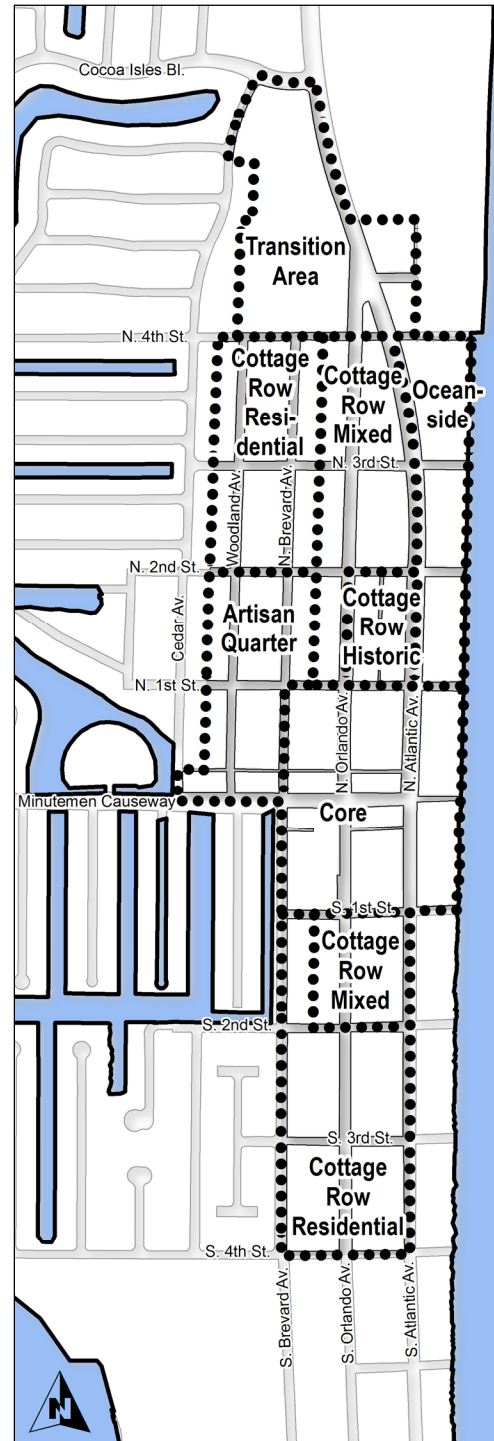 Cocoa Isles Bl.
Transition
Area
N. 4th St.
Cottage
Row
Resi-
dential
Cottage
Row
Mixed
Ocean-
side
N. 3rd St.
Woodland Av.
N. Brevard Av.
N. 2nd St.
Cedar Av.
Artisan
Quarter
Cottage
Row
Historic
N. 1st St.
N. Orlando Av.
N. Atlantic Av.
Minutemen Causeway
Core
S. 1st St.
Cottage
Row
Mixed
S. 2nd St.
S. 3rd St.
Cottage
Row
Residential
S. 4th St.
S. Brevard Av.
S. Orlando Av.
S. Atlantic Av.
N